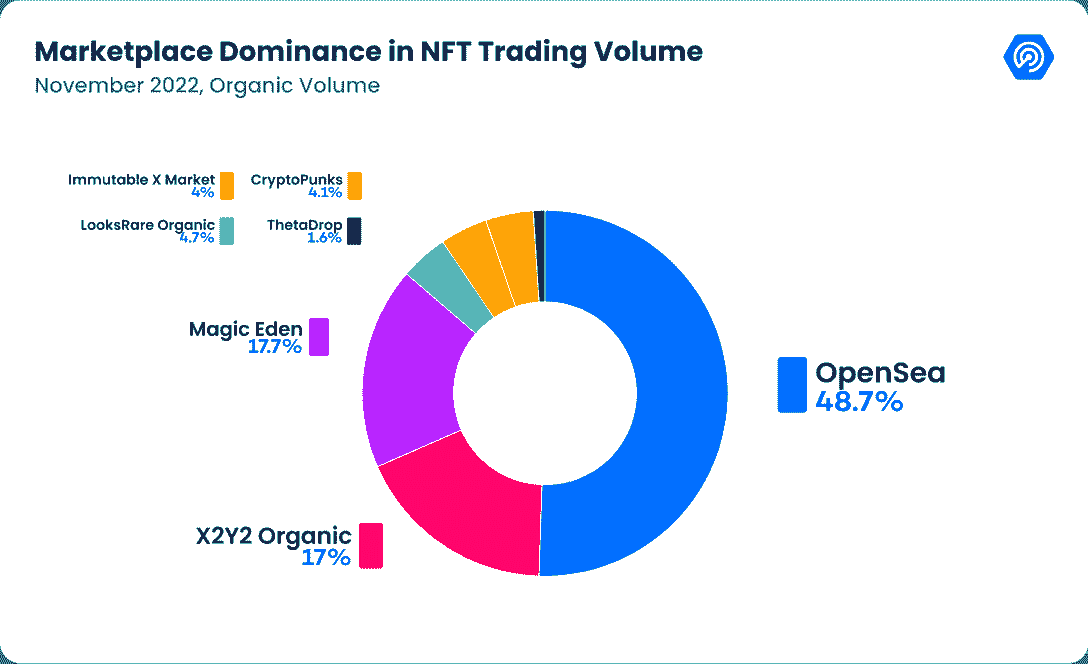 Marketplace Dominance in NFT Trading Volume
November 2022, Organic Volume
Immutable X Market
4%
CryptoPunks
4.1%
LooksRare Organic
4.7%
ThetaDrop
1.6%
Magic Eden
17.7%
OpenSea
48.7%
X2Y2 Organic
17%